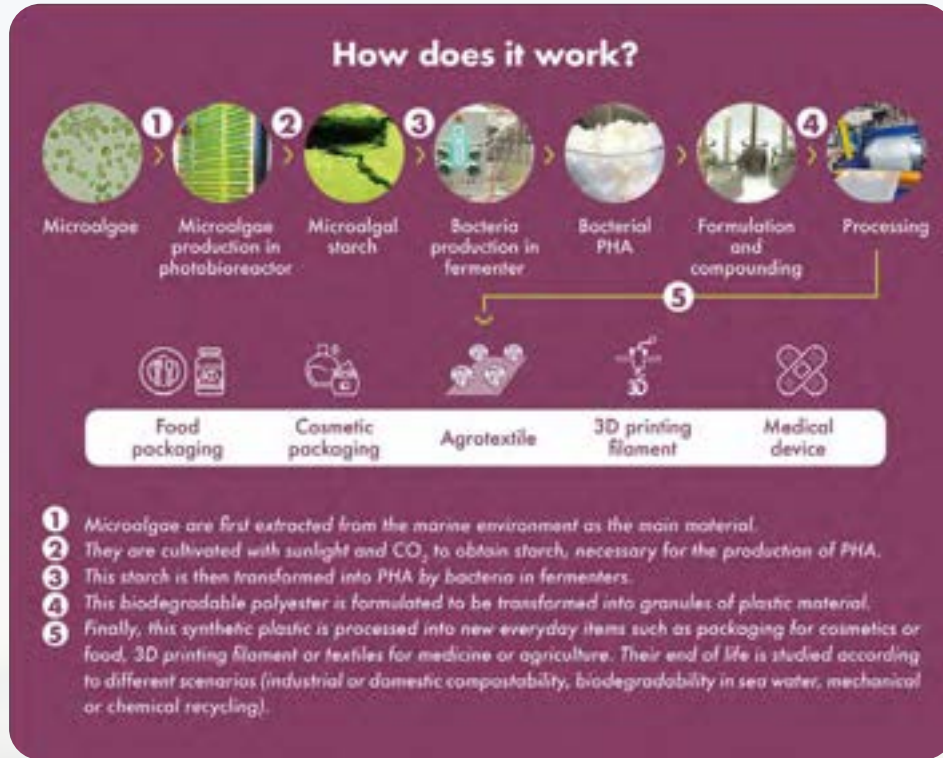 How does it work?
1 2 3 4
Microalgae
Microalgae
production in
photobioreactor
Microalgal
starch
Bacteria
production in
fermenter
Bacterial
PHA
Formulation
and
compounding
Processing
5
3D
Food
packaging
Cosmetic
packaging
Agrotextile
3D printing
filament
Medical
device
1 Microalgae are first extracted from the marine environment as the main material.
2 They are cultivated with sunlight and CO₂ to obtain starch, necessary for the production of PHA.
3 This starch is then transformed into PHA by bacteria in fermenters.
4 This biodegradable polyester is formulated to be transformed into granules of plastic material.
5 Finally, this synthetic plastic is processed into new everyday items such as packaging for cosmetics or
food, 3D printing filament or textiles for medicine or agriculture. Their end of life is studied according
to different scenarios (industrial or domestic compostability, biodegradability in sea water, mechanical
or chemical recycling).